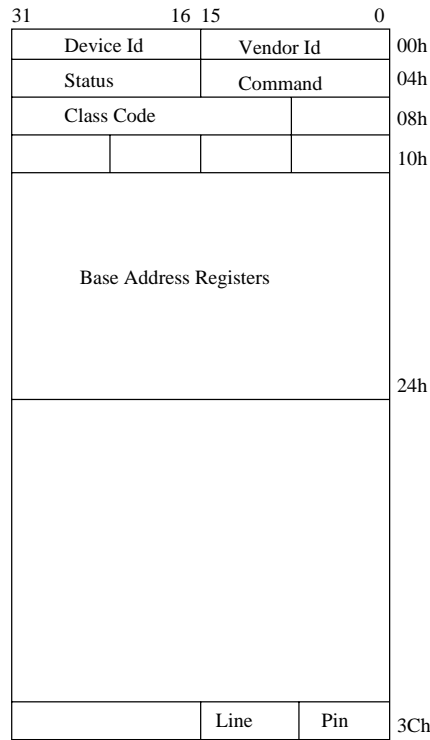 31 16 15 0
Device Id Vendor Id 00h
Status Command 04h
Class Code 08h
10h
Base Address Registers
24h
Line Pin 3Ch